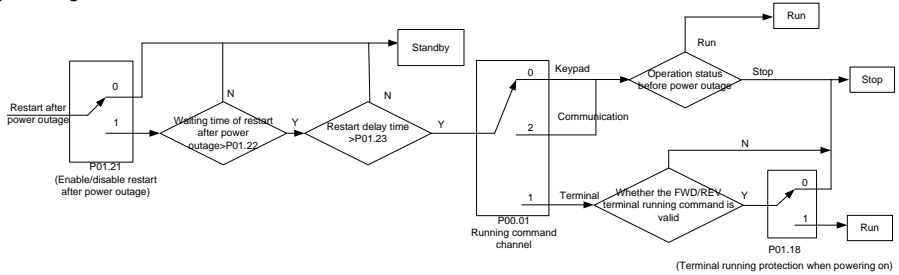 Run
Run
Standby
Operation status
before power outage
Stop
Stop
0
Keypad
0
N
N
Restart after
power outage
1
Waiting time of restart
after power
outage>P01.22
Y
Restart delay time
>P01.23
Y
2
Communication
N
P01.21
(Enable/disable restart
after power outage)
1
Terminal
Whether the FWD/REV
terminal running command is
valid
Y
0
1
Run
P00.01
Running command
channel
P01.18
(Terminal running protection when powering on)